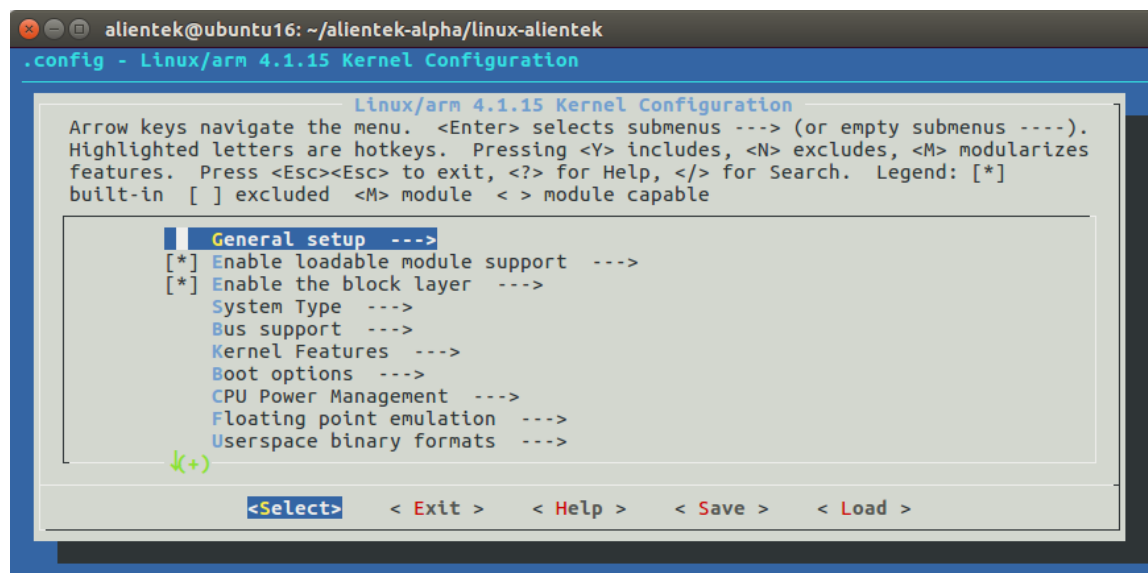 alientek@ubuntu16: ~/alientek-alpha/linux-alientek
.config - Linux/arm 4.1.15 Kernel Configuration
Linux/arm 4.1.15 Kernel Configuration
Arrow keys navigate the menu.  <Enter> selects submenus ---> (or empty submenus ----).
Highlighted letters are hotkeys.  Pressing <Y> includes, <N> excludes, <M> modularizes
features.  Press <Esc><Esc> to exit, <?> for Help, </> for Search.  Legend: [*]
built-in  [ ] excluded  <M> module  < > module capable
General setup  --->
[*] Enable loadable module support  --->
[*] Enable the block layer  --->
System Type  --->
Bus support  --->
Kernel Features  --->
Boot options  --->
CPU Power Management  --->
Floating point emulation  --->
Userspace binary formats  --->
↓(+)
<Select>    < Exit >    < Help >    < Save >    < Load >